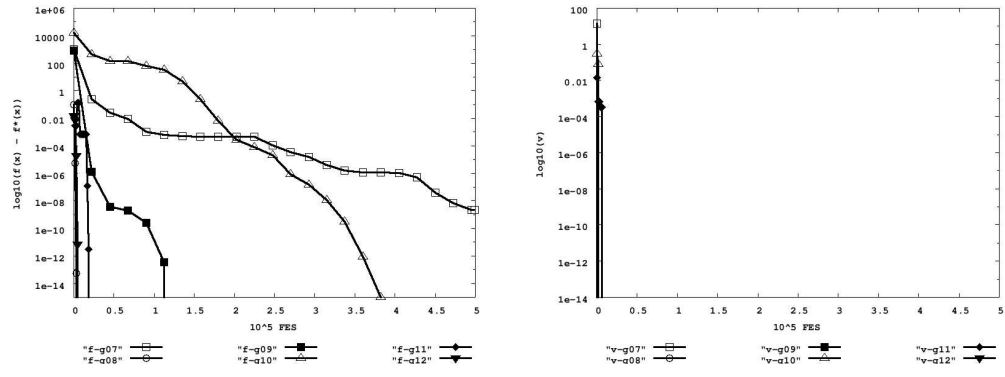 1e+06
10000
100
1
0.01
0.0001
1e-06
1e-08
1e-10
1e-12
1e-14
log10(f(x) - f*(x))
0 0.5 1 1.5 2 2.5 3 3.5 4 4.5 5
10^5 FES
"f-g07" "f-g09" "f-g11"
"f-g08" "f-g10" "f-g12"
100
1
0.01
0.0001
1e-06
1e-08
1e-10
1e-12
1e-14
log10(v)
0 0.5 1 1.5 2 2.5 3 3.5 4 4.5 5
10^5 FES
"v-g07" "v-g09" "v-g11"
"v-g08" "v-g10" "v-g12"